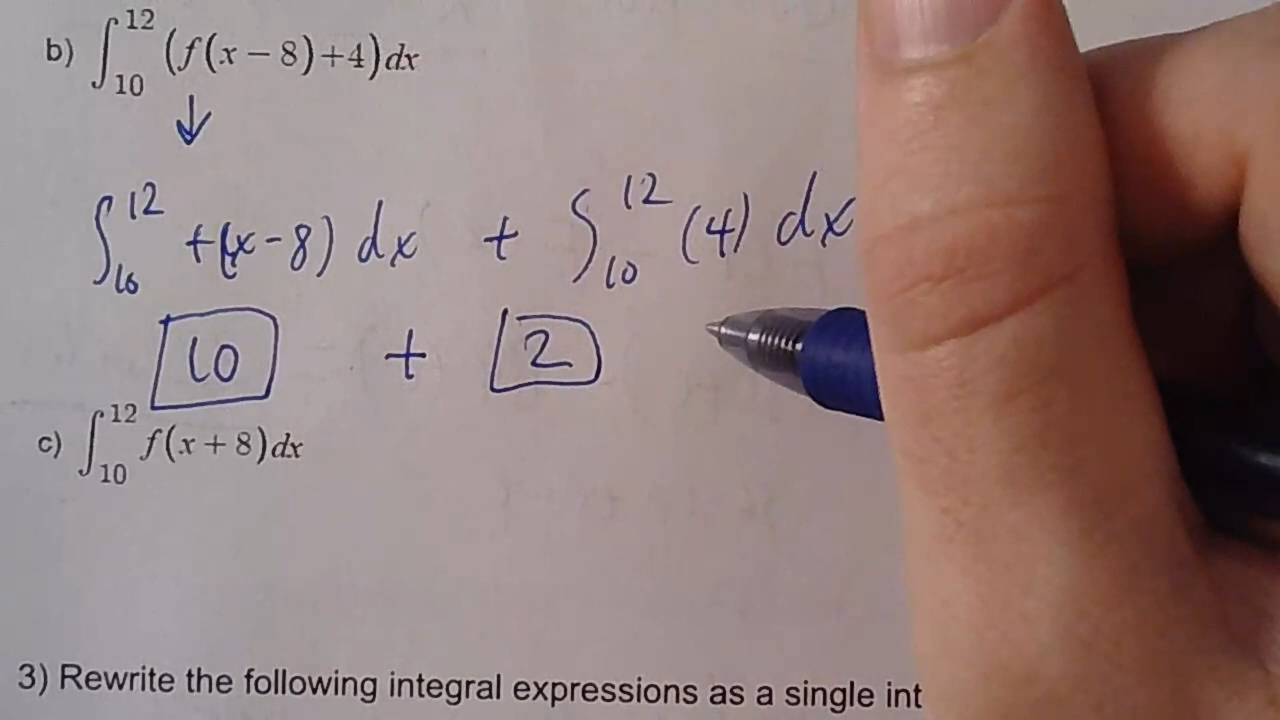 b) ∫₁₀¹² (f(x − 8)+4)dx
↓
∫₁₀¹² f(x-8) dx + ∫₁₀¹² (4) dx
10 + 2
c) ∫₁₀¹² f(x + 8)dx
3) Rewrite the following integral expressions as a single int